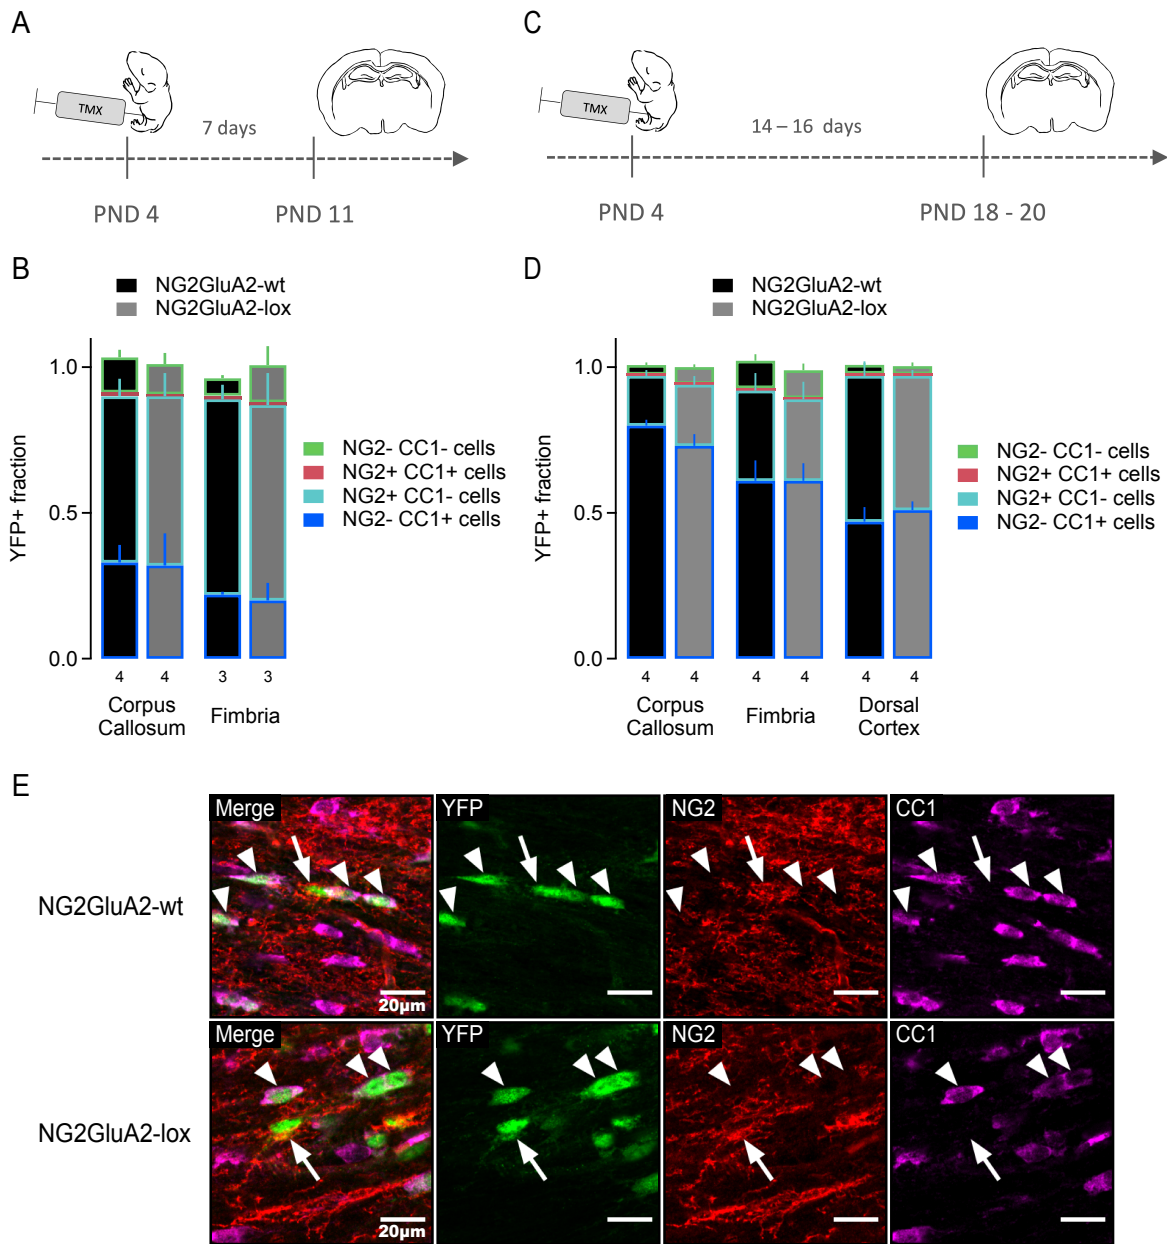 A
TMX
7 days
PND 4
PND 11
C
TMX
14 – 16 days
PND 4
PND 18 - 20
B
NG2GluA2-wt
NG2GluA2-lox
YFP+ fraction
1.0
0.5
0.0
4 4 3 3
Corpus
Callosum
Fimbria
NG2- CC1- cells
NG2+ CC1+ cells
NG2+ CC1- cells
NG2- CC1+ cells
D
NG2GluA2-wt
NG2GluA2-lox
YFP+ fraction
1.0
0.5
0.0
4 4 4 4 4 4
Corpus
Callosum
Fimbria
Dorsal
Cortex
NG2- CC1- cells
NG2+ CC1+ cells
NG2+ CC1- cells
NG2- CC1+ cells
E
NG2GluA2-wt
Merge
20µm
YFP
NG2
CC1
NG2GluA2-lox
Merge
20µm
YFP
NG2
CC1